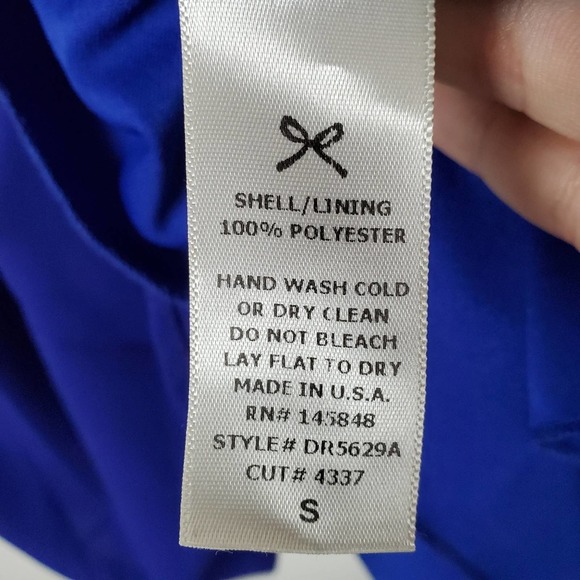 SHELL/LINING
100% POLYESTER
HAND WASH COLD
OR DRY CLEAN
DO NOT BLEACH
LAY FLAT TO DRY
MADE IN U.S.A.
RN# 145848
STYLE# DR5629A
CUT# 4337
S